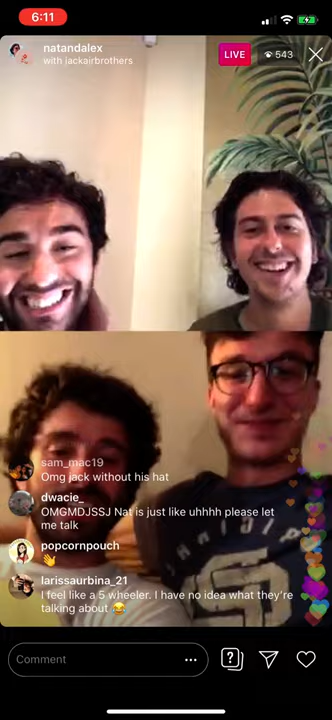 6:11
natandalex
with jackairbrothers
LIVE
543
sam_mac19
Omg jack without his hat
dwacie_
OMGMDJSSJ Nat is just like uhhhh please let
me talk
popcornpouch
👋
larissaurbina_21
I feel like a 5 wheeler. I have no idea what they're
talking about 😂
Comment